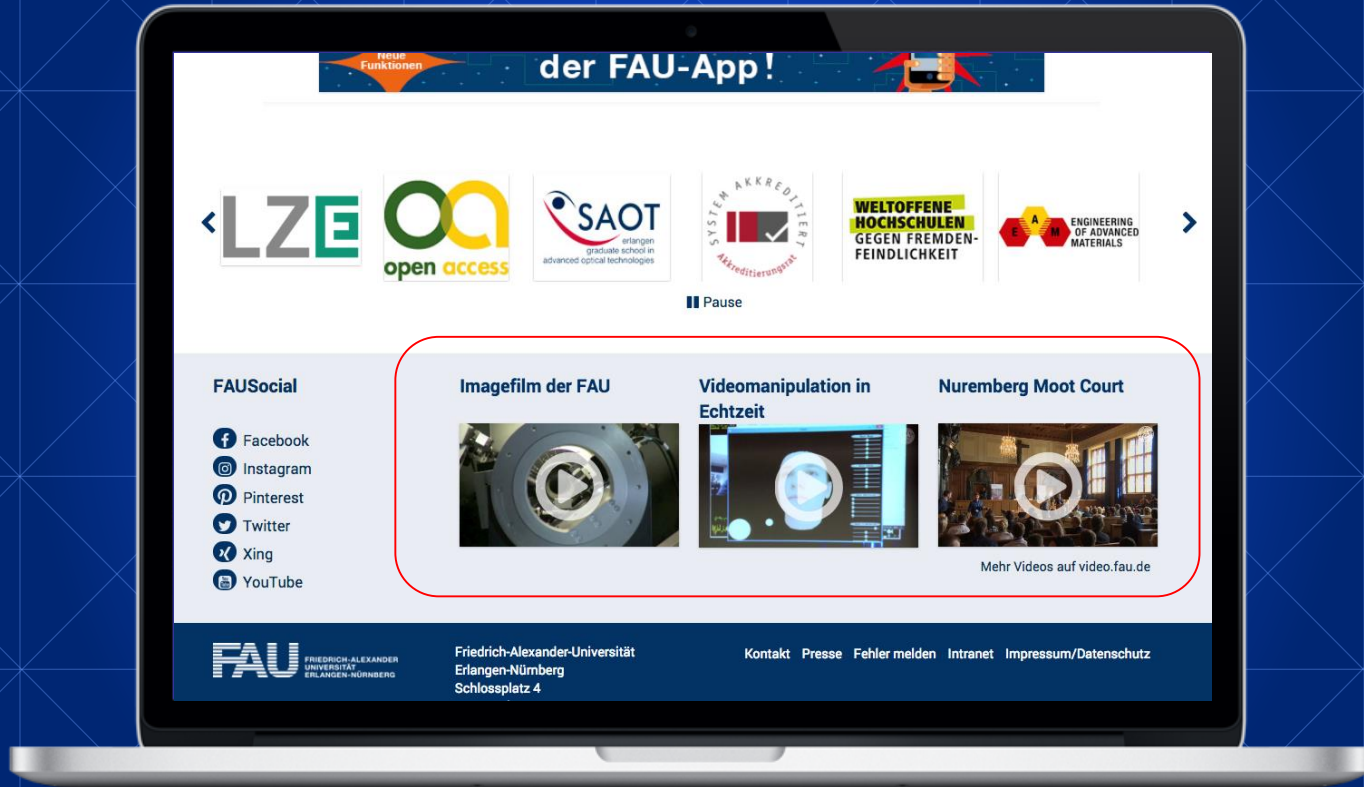 Neue
Funktionen
der FAU-App!
LZE
open access
SAOT
erlangen
graduate school in
advanced optical technologies
SYSTEM AKKREDITIERT
Akkreditierungsrat
WELTOFFENE
HOCHSCHULEN
GEGEN FREMDEN-
FEINDLICHKEIT
E A M
ENGINEERING
OF ADVANCED
MATERIALS
Pause
FAUSocial
Facebook
Instagram
Pinterest
Twitter
Xing
YouTube
Imagefilm der FAU
Videomanipulation in
Echtzeit
Nuremberg Moot Court
Mehr Videos auf video.fau.de
FAU
FRIEDRICH-ALEXANDER
UNIVERSITÄT
ERLANGEN-NÜRNBERG
Friedrich-Alexander-Universität
Erlangen-Nürnberg
Schlossplatz 4
Kontakt Presse Fehler melden Intranet Impressum/Datenschutz